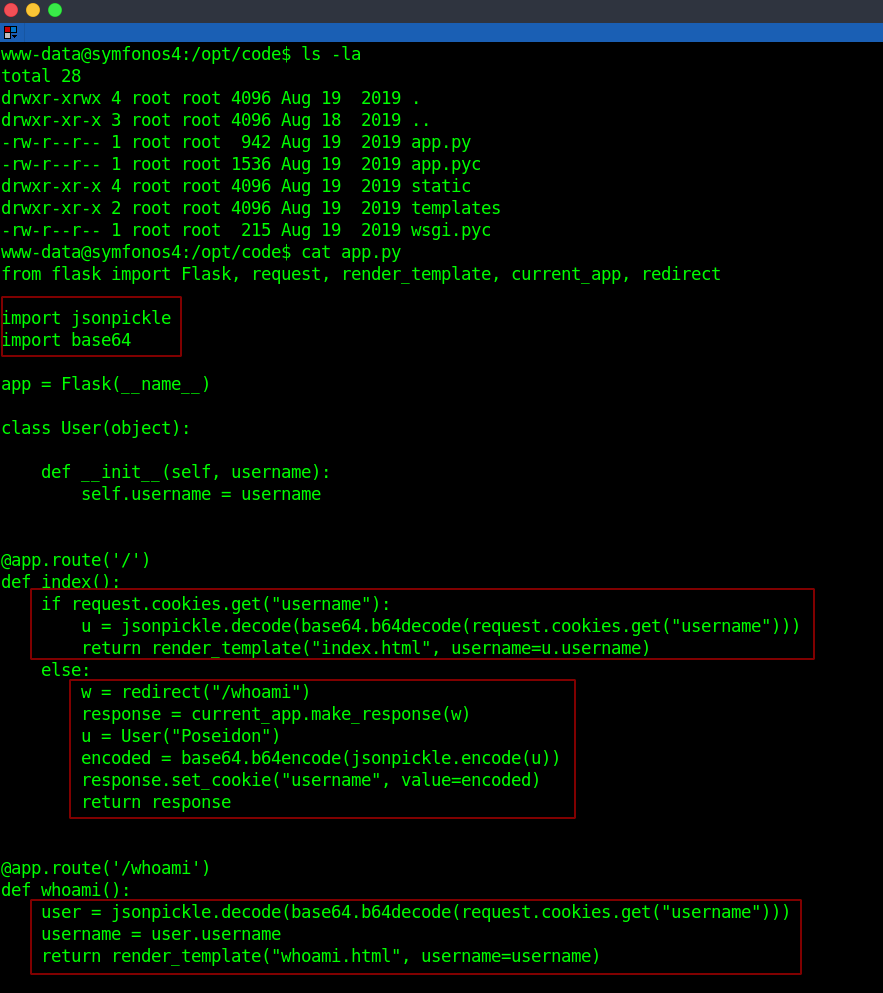 www-data@symfonos4:/opt/code$ ls -la
total 28
drwxr-xrwx 4 root root 4096 Aug 19  2019 .
drwxr-xr-x 3 root root 4096 Aug 18  2019 ..
-rw-r--r-- 1 root root  942 Aug 19  2019 app.py
-rw-r--r-- 1 root root 1536 Aug 19  2019 app.pyc
drwxr-xr-x 4 root root 4096 Aug 19  2019 static
drwxr-xr-x 2 root root 4096 Aug 19  2019 templates
-rw-r--r-- 1 root root  215 Aug 19  2019 wsgi.pyc
www-data@symfonos4:/opt/code$ cat app.py
from flask import Flask, request, render_template, current_app, redirect
import jsonpickle
import base64
app = Flask(__name__)
class User(object):
    def __init__(self, username):
        self.username = username
@app.route('/')
def index():
    if request.cookies.get("username"):
        u = jsonpickle.decode(base64.b64decode(request.cookies.get("username")))
        return render_template("index.html", username=u.username)
    else:
        w = redirect("/whoami")
        response = current_app.make_response(w)
        u = User("Poseidon")
        encoded = base64.b64encode(jsonpickle.encode(u))
        response.set_cookie("username", value=encoded)
        return response
@app.route('/whoami')
def whoami():
    user = jsonpickle.decode(base64.b64decode(request.cookies.get("username")))
    username = user.username
    return render_template("whoami.html", username=username)